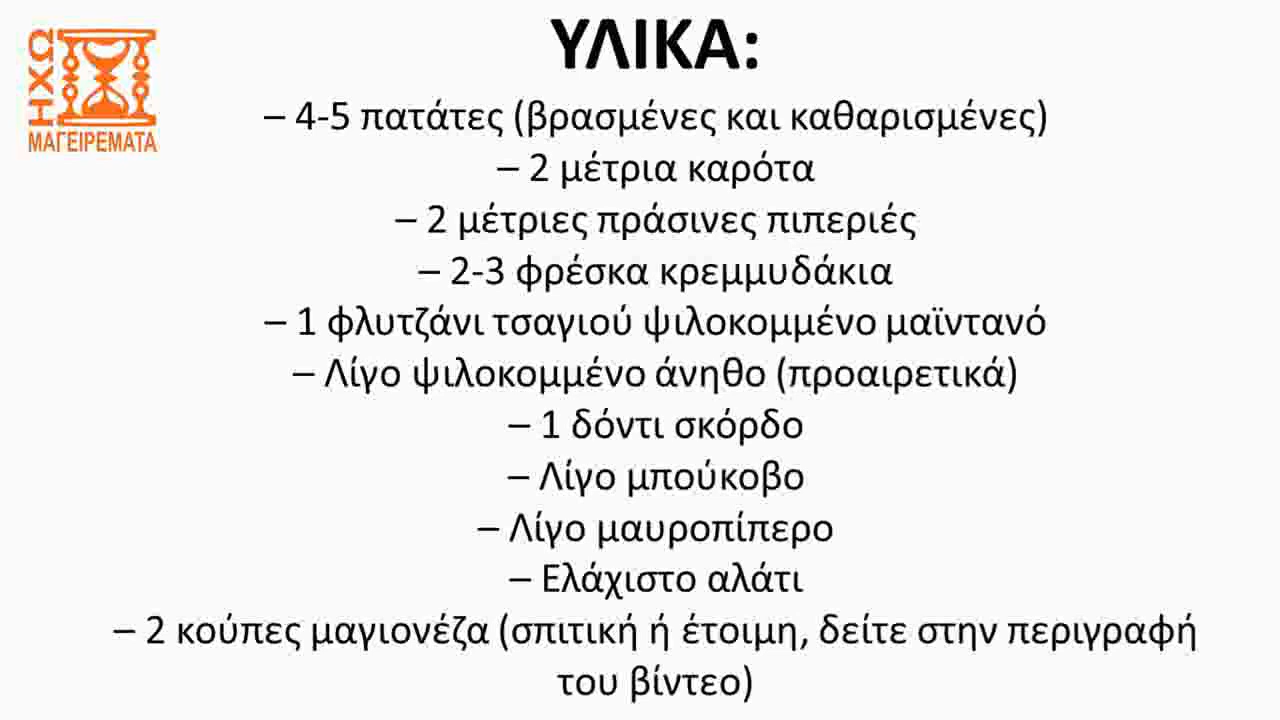 ΗΧΩ
ΜΑΓΕΙΡΕΜΑΤΑ
ΥΛΙΚΑ:
– 4-5 πατάτες (βρασμένες και καθαρισμένες)
– 2 μέτρια καρότα
– 2 μέτριες πράσινες πιπεριές
– 2-3 φρέσκα κρεμμυδάκια
– 1 φλυτζάνι τσαγιού ψιλοκομμένο μαϊντανό
– Λίγο ψιλοκομμένο άνηθο (προαιρετικά)
– 1 δόντι σκόρδο
– Λίγο μπούκοβο
– Λίγο μαυροπίπερο
– Ελάχιστο αλάτι
– 2 κούπες μαγιονέζα (σπιτική ή έτοιμη, δείτε στην περιγραφή
του βίντεο)